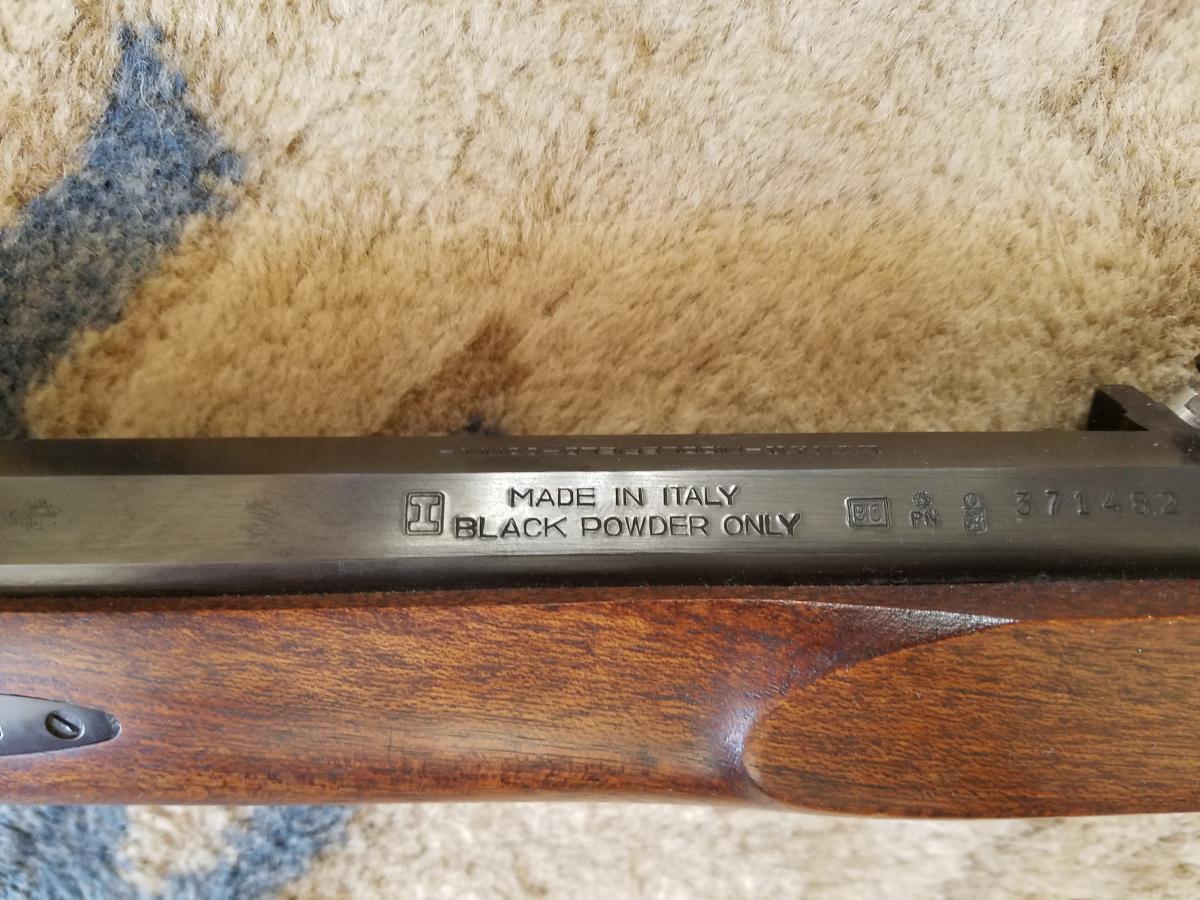 I
MADE IN ITALY
BLACK POWDER ONLY
BC
PN
371482